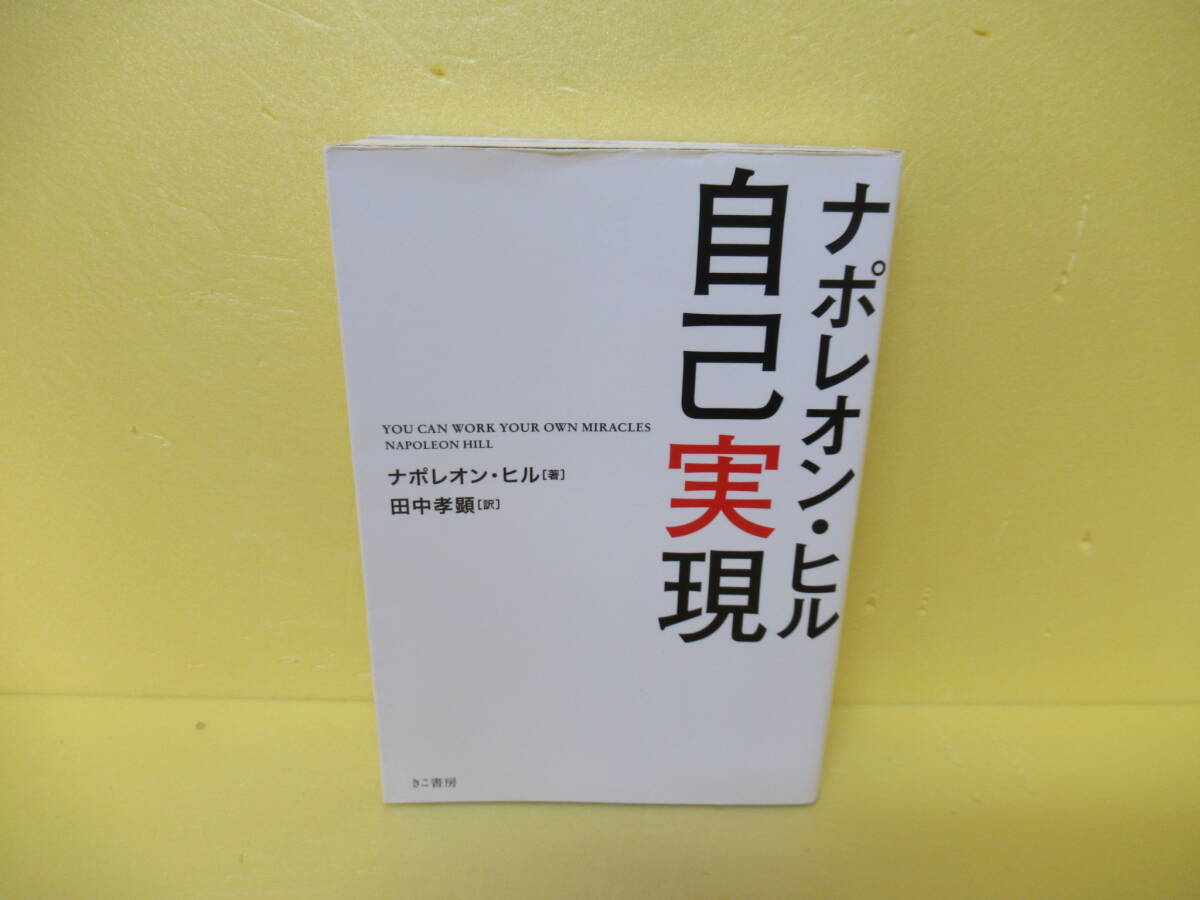 ナポレオン・ヒル
自己実現
YOU CAN WORK YOUR OWN MIRACLES
NAPOLEON HILL
ナポレオン・ヒル［著］
田中孝顕［訳］
きこ書房